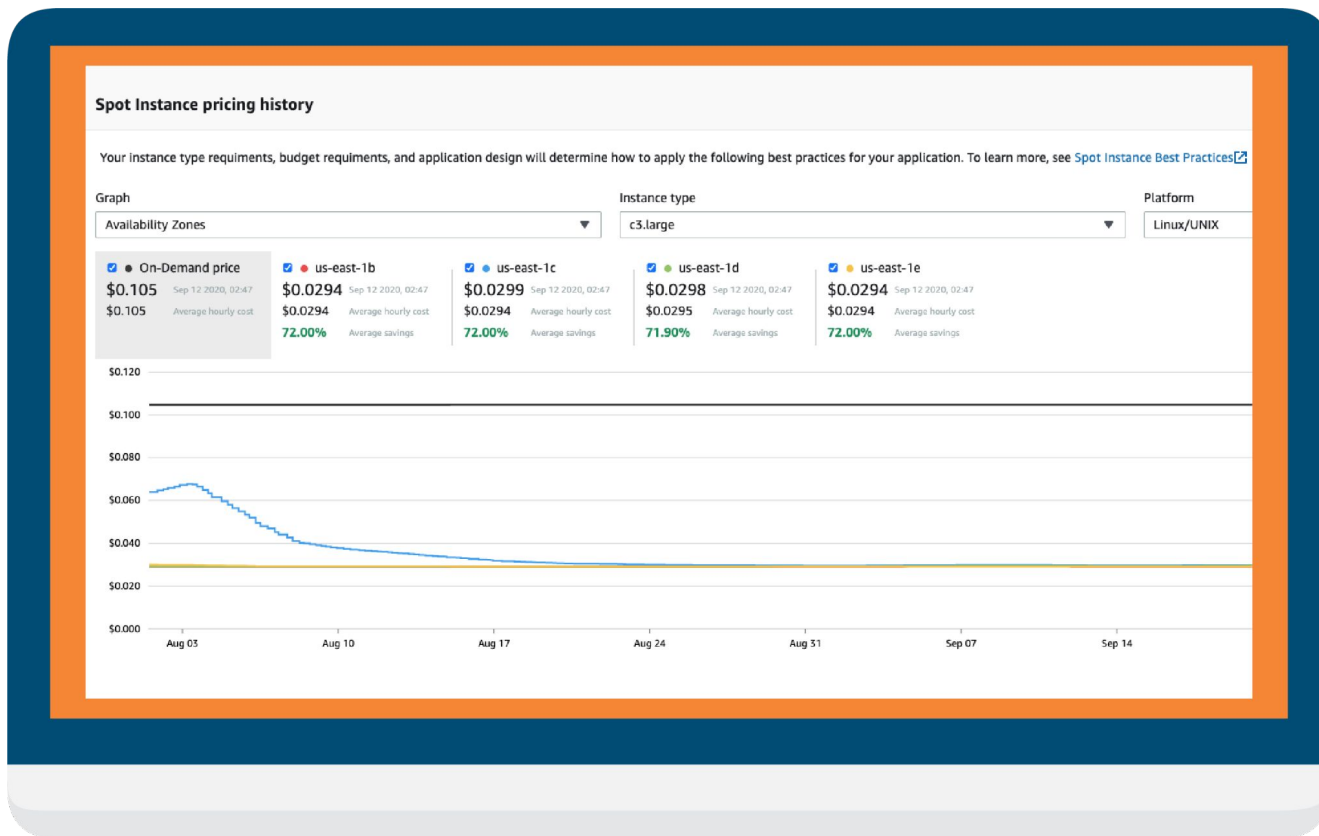 Spot Instance pricing history
Your instance type requiments, budget requiments, and application design will determine how to apply the following best practices for your application. To learn more, see Spot Instance Best Practices
Graph Instance type Platform
Availability Zones c3.large Linux/UNIX
On-Demand price us-east-1b us-east-1c us-east-1d us-east-1e
$0.105 Sep 12 2020, 02:47 $0.0294 Sep 12 2020, 02:47 $0.0299 Sep 12 2020, 02:47 $0.0298 Sep 12 2020, 02:47 $0.0294 Sep 12 2020, 02:47
$0.105 Average hourly cost $0.0294 Average hourly cost $0.0294 Average hourly cost $0.0295 Average hourly cost $0.0294 Average hourly cost
72.00% Average savings 72.00% Average savings 71.90% Average savings 72.00% Average savings
$0.120
$0.100
$0.080
$0.060
$0.040
$0.020
$0.000
Aug 03 Aug 10 Aug 17 Aug 24 Aug 31 Sep 07 Sep 14